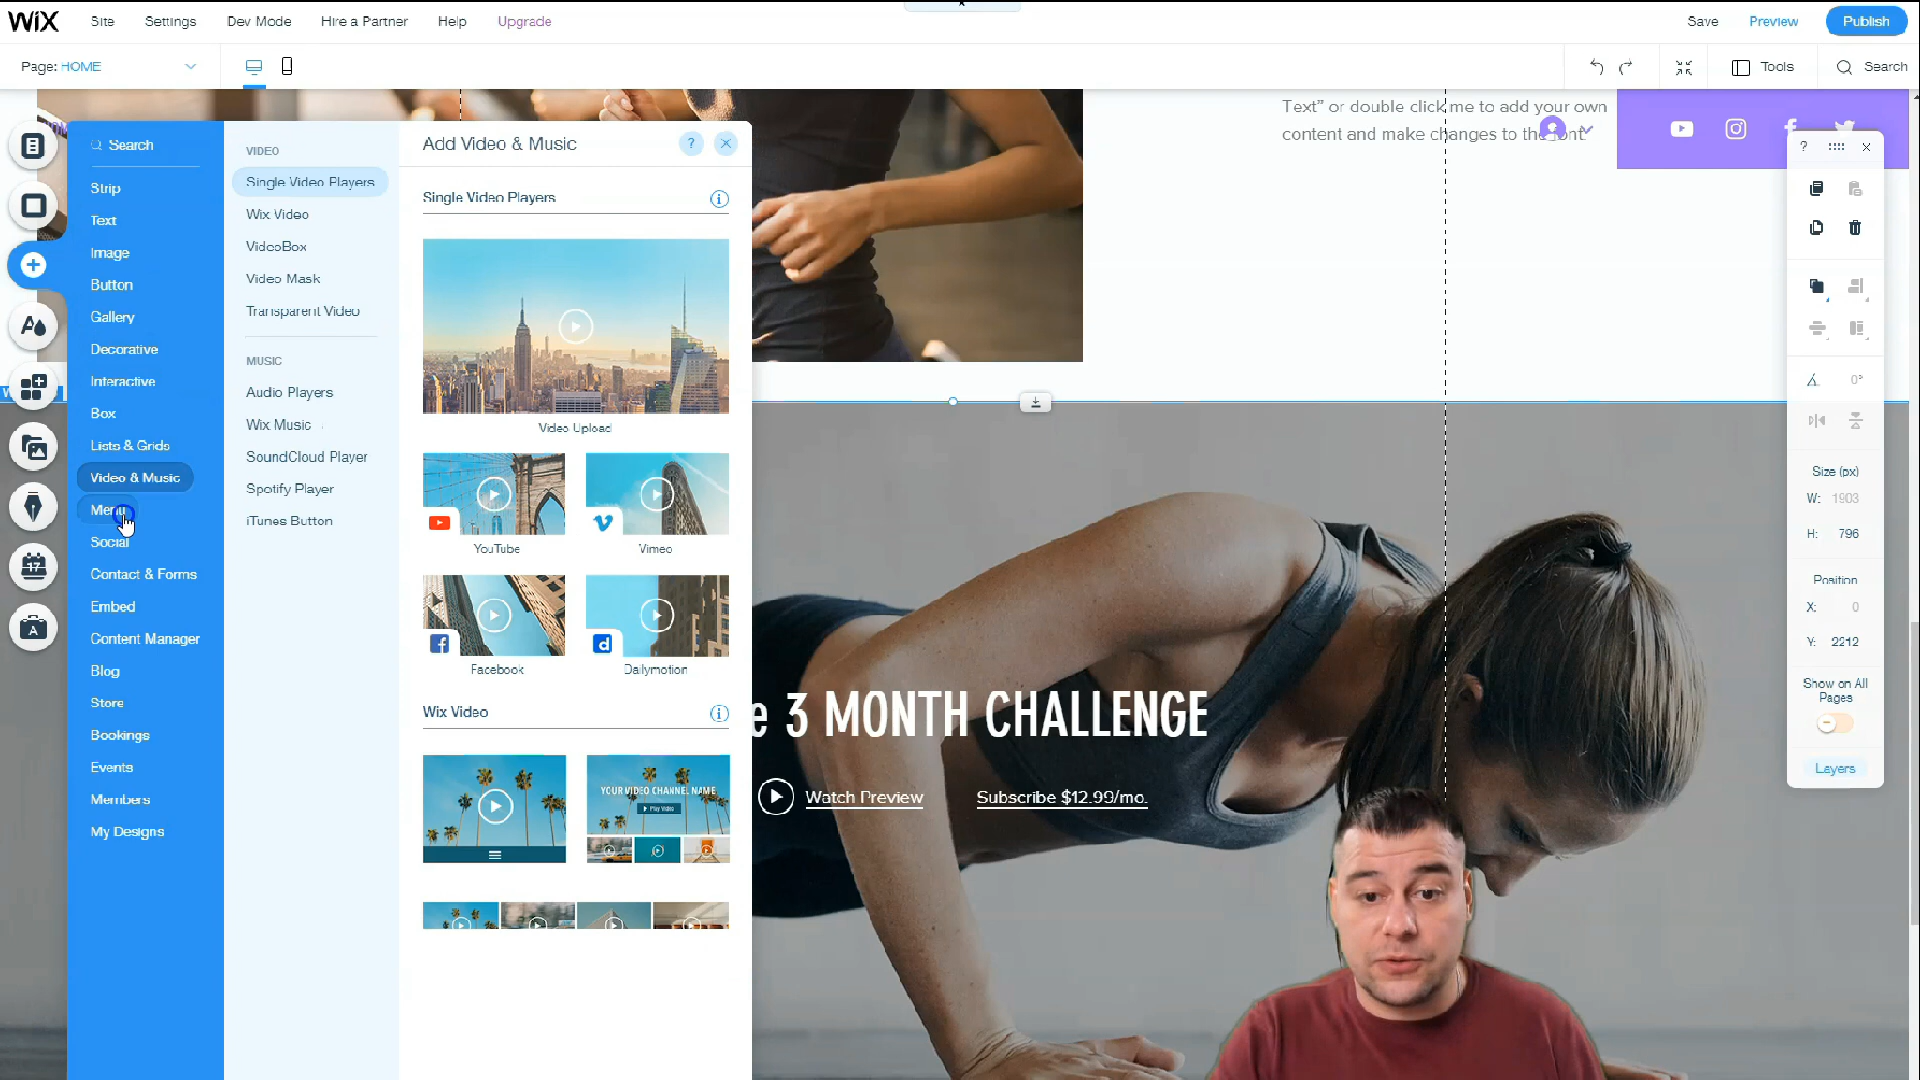 WiX Site Settings Dev Mode Hire a Partner Help Upgrade Save Preview Publish
Page: HOME Tools Search
Text” or double click me to add your own
content and make changes to the font.
Search
Strip
Text
Image
Button
Gallery
Decorative
Interactive
Box
Lists & Grids
Video & Music
Menu
Social
Contact & Forms
Embed
Content Manager
Blog
Store
Bookings
Events
Members
My Designs
VIDEO
Single Video Players
Wix Video
VideoBox
Video Mask
Transparent Video
MUSIC
Audio Players
Wix Music
SoundCloud Player
Spotify Player
iTunes Button
Add Video & Music ?
Single Video Players
Video Upload
YouTube Vimeo
Facebook Dailymotion
Wix Video
YOUR VIDEO CHANNEL NAME
Play Video
e 3 MONTH CHALLENGE
Watch Preview Subscribe $12.99/mo.
?
0°
Size (px)
W: 1903
H: 796
Position
X: 0
Y: 2212
Show on All
Pages
Layers
17
A